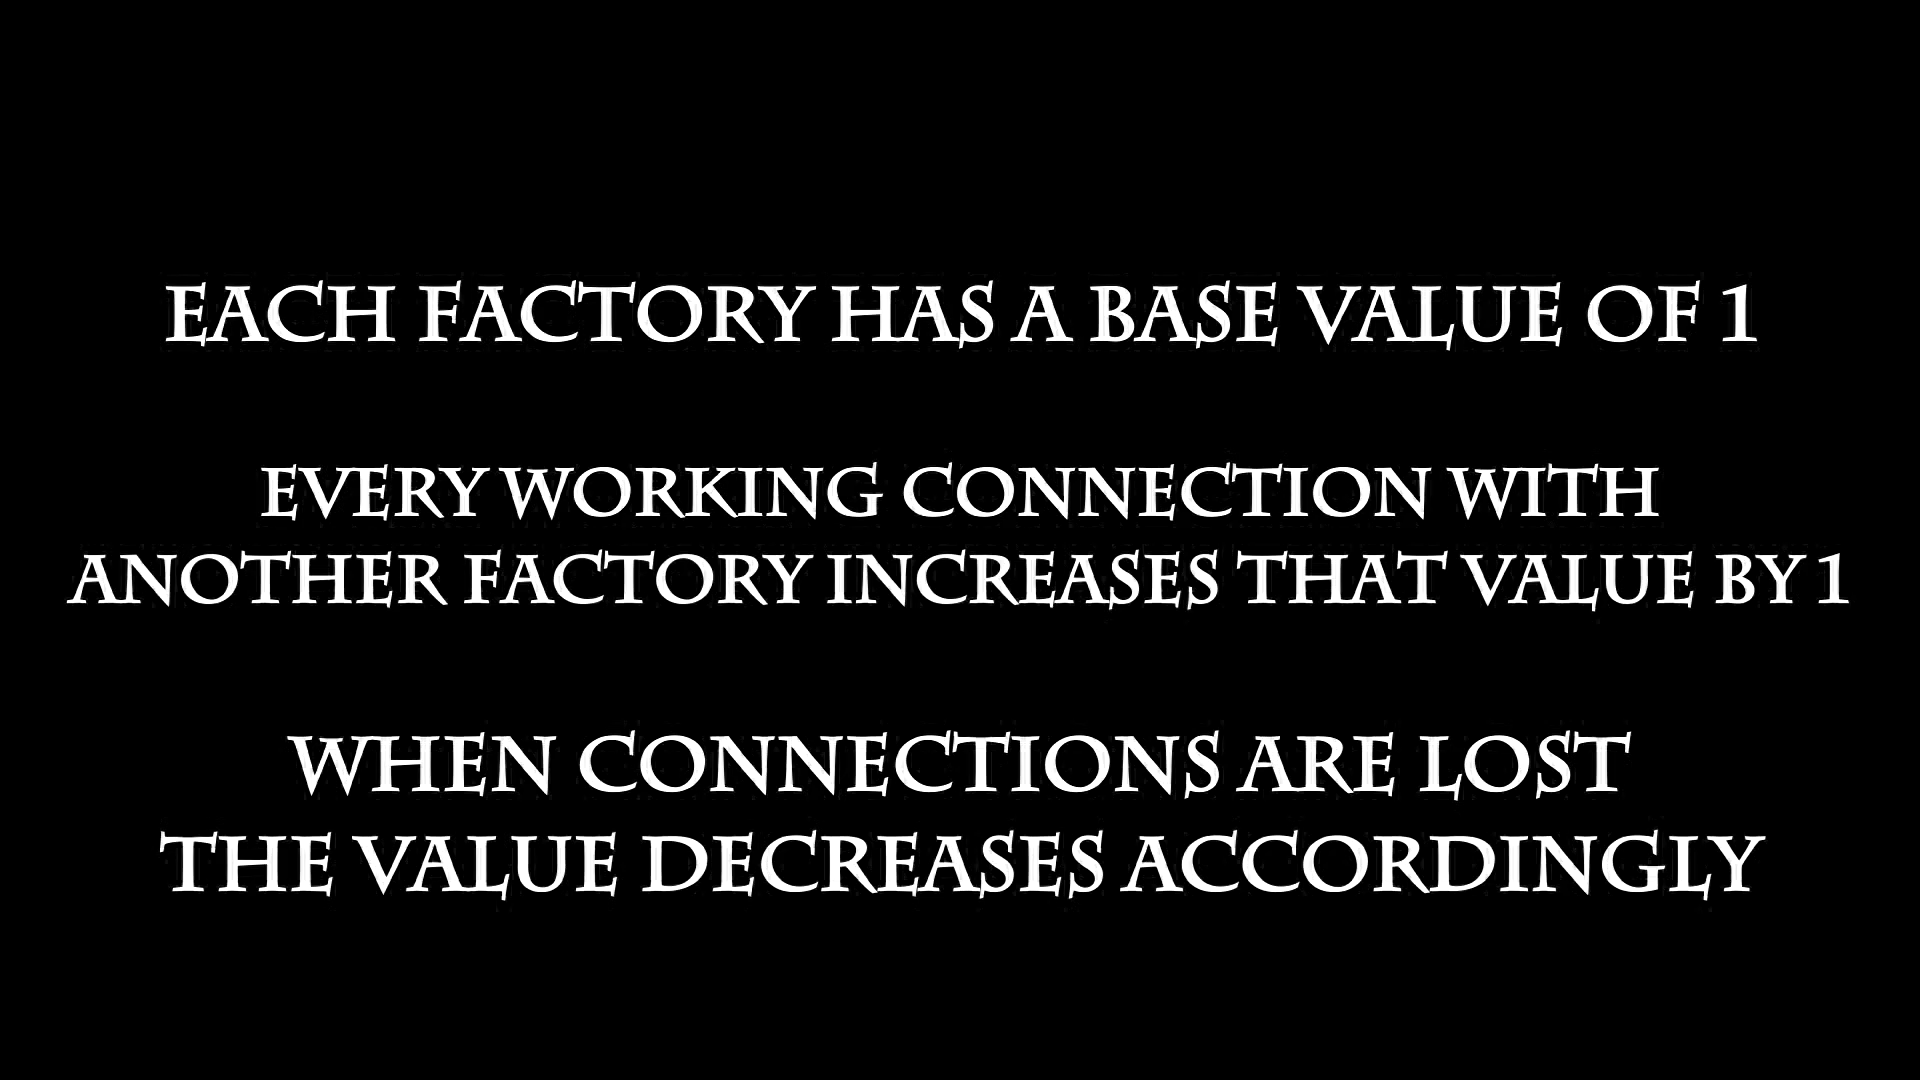 EACH FACTORY HAS A BASE VALUE OF 1
EVERY WORKING CONNECTION WITH
ANOTHER FACTORY INCREASES THAT VALUE BY 1
WHEN CONNECTIONS ARE LOST
THE VALUE DECREASES ACCORDINGLY